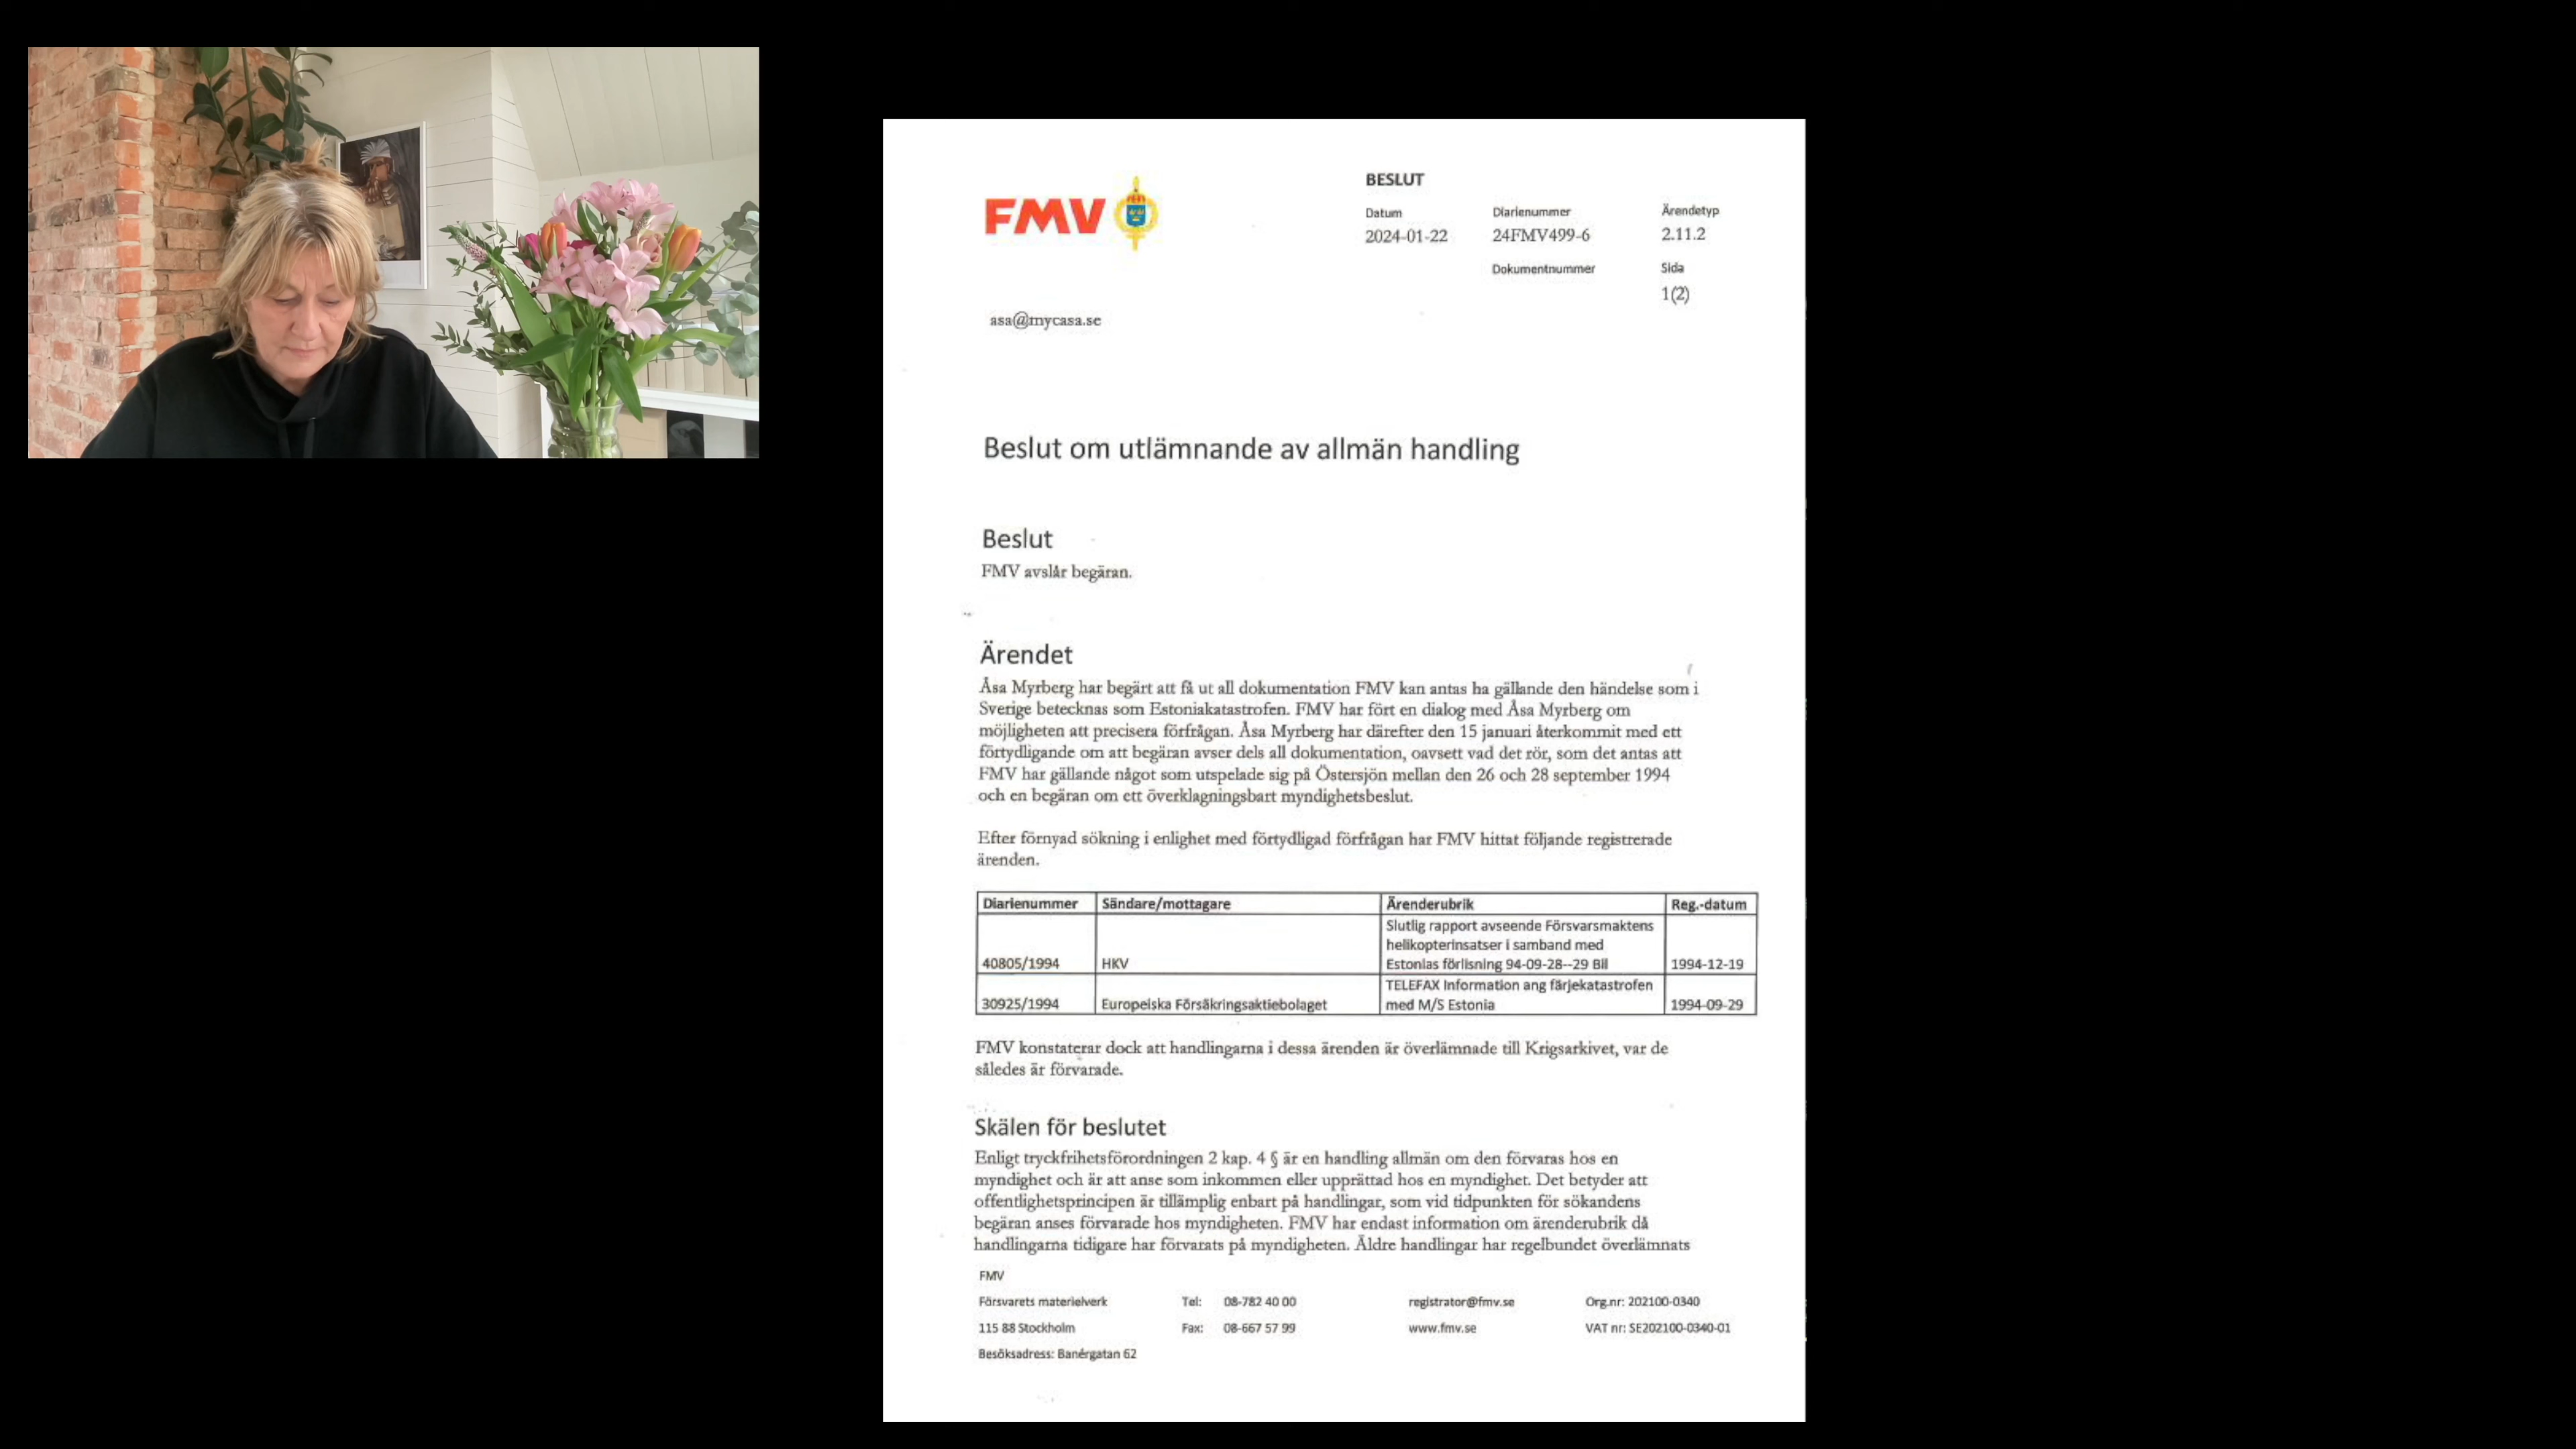 FMV
BESLUT
Datum Diarienummer Ärendetyp
2024-01-22 24FMV499-6 2.11.2
Dokumentnummer Sida
1(2)
asa@mycasa.se
Beslut om utlämnande av allmän handling
Beslut
FMV avslår begäran.
Ärendet
Åsa Myrberg har begärt att få ut all dokumentation FMV kan antas ha gällande den händelse som i
Sverige betecknas som Estoniakatastrofen. FMV har fört en dialog med Åsa Myrberg om
möjligheten att precisera förfrågan. Åsa Myrberg har därefter den 15 januari återkommit med ett
förtydligande om att begäran avser dels all dokumentation, oavsett vad det rör, som det antas att
FMV har gällande något som utspelade sig på Östersjön mellan den 26 och 28 september 1994
och en begäran om ett överklagningsbart myndighetsbeslut.
Efter förnyad sökning i enlighet med förtydligad förfrågan har FMV hittat följande registrerade
ärenden.
Diarienummer Sändare/mottagare Ärenderubrik Reg.-datum
Slutlig rapport avseende Försvarsmaktens
helikopterinsatser i samband med
40805/1994 HKV Estonias förlisning 94-09-28--29 Bil 1994-12-19
TELEFAX Information ang färjekatastrofen
30925/1994 Europeiska Försäkringsaktiebolaget med M/S Estonia 1994-09-29
FMV konstaterar dock att handlingarna i dessa ärenden är överlämnade till Krigsarkivet, var de
således är förvarade.
Skälen för beslutet
Enligt tryckfrihetsförordningen 2 kap. 4 § är en handling allmän om den förvaras hos en
myndighet och är att anse som inkommen eller upprättad hos en myndighet. Det betyder att
offentlighetsprincipen är tillämplig enbart på handlingar, som vid tidpunkten för sökandens
begäran anses förvarade hos myndigheten. FMV har endast information om ärenderubrik då
handlingarna tidigare har förvarats på myndigheten. Äldre handlingar har regelbundet överlämnats
FMV
Försvarets materielverk Tel: 08-782 40 00 registrator@fmv.se Org.nr: 202100-0340
115 88 Stockholm Fax: 08-667 57 99 www.fmv.se VAT nr: SE202100-0340-01
Besöksadress: Banérgatan 62